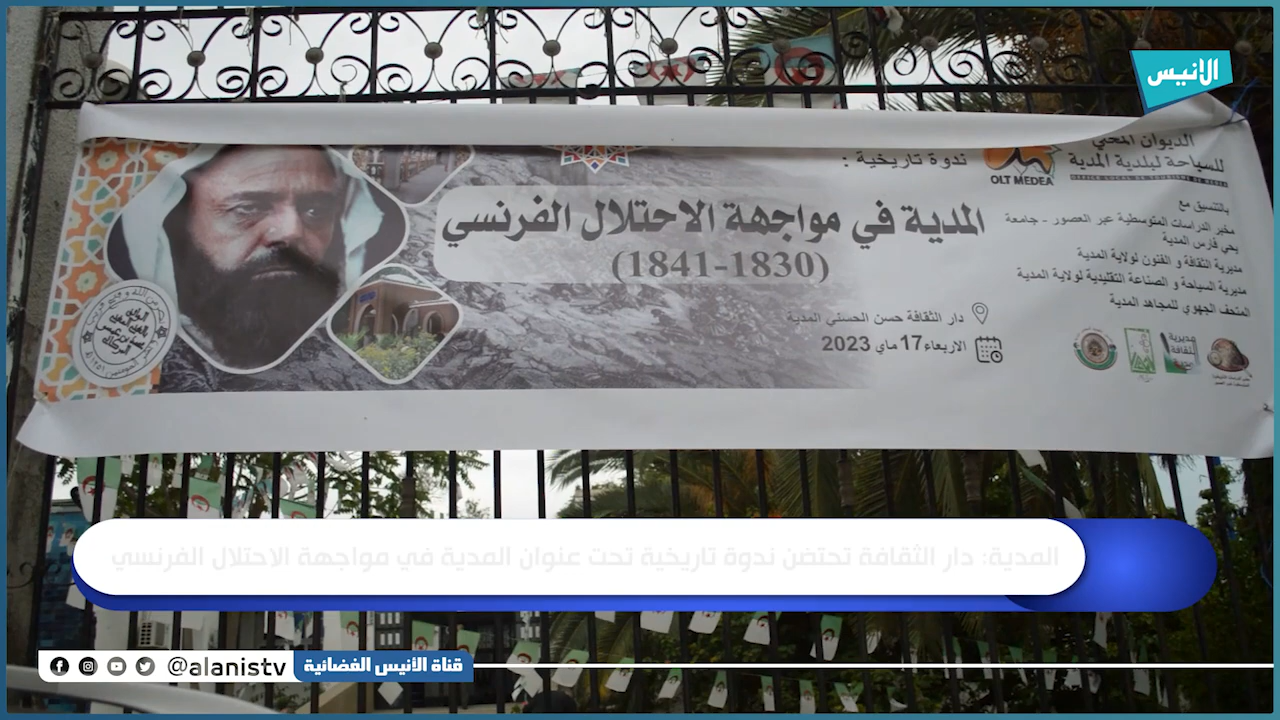 الأنيس
الديوان المحلي
للسياحة لبلدية المدية
OLT MEDEA
ندوة تاريخية :
المدية في مواجهة الاحتلال الفرنسي
(1841-1830)
بالتنسيق مع
مخبر الدراسات المتوسطية عبر العصور - جامعة
يحي فارس المدية
مديرية الثقافة و الفنون لولاية المدية
مديرية السياحة و الصناعة التقليدية لولاية المدية
المتحف الجهوي للمجاهد المدية
دار الثقافة حسن الحسني المدية
الاربعاء 17 ماي 2023
المدية: دار الثقافة تحتضن ندوة تاريخية تحت عنوان المدية في مواجهة الاحتلال الفرنسي
@alanistv
قناة الأنيس الفضائية